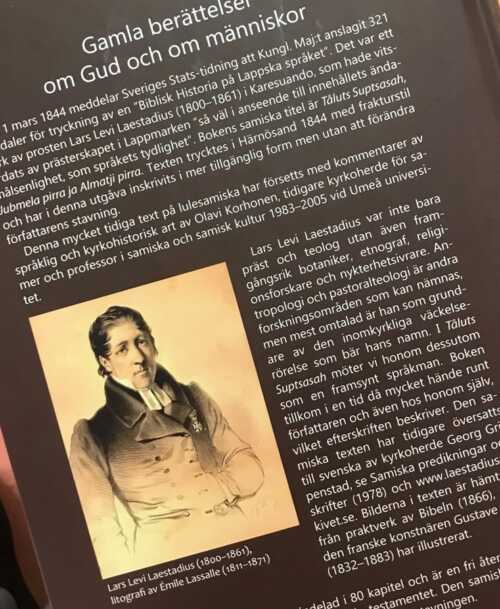 Gamla berättelser
om Gud och om människor
1 mars 1844 meddelar Sveriges Stats-tidning att Kungl. Maj:t anslagit 321
daler för tryckning av en "Biblisk Historia på Lappska språket". Det var ett
rk av prosten Lars Levi Laestadius (1800–1861) i Karesuando, som hade vits-
dats av prästerskapet i Lappmarken "så väl i anseende till innehållets ända-
målsenlighet, som språkets tydlighet". Bokens samiska titel är Tåluts Suptsasah,
Jubmela pirra ja Almatji pirra. Texten trycktes i Härnösand 1844 med frakturstil
och har i denna utgåva inskrivits i mer tillgänglig form men utan att förändra
författarens stavning.
Denna mycket tidiga text på lulesamiska har försetts med kommentarer av
språklig och kyrkohistorisk art av Olavi Korhonen, tidigare kyrkoherde för sa-
mer och professor i samiska och samisk kultur 1983–2005 vid Umeå universi-
tet.
Lars Levi Laestadius var inte bara
präst och teolog utan även fram-
gångsrik botaniker, etnograf, religi-
onsforskare och nykterhetsivrare. An-
tropologi och pastoralteologi är andra
forskningsområden som kan nämnas,
men mest omtalad är han som grund-
are av den inomkyrkliga väckelse-
rörelse som bär hans namn. I Tåluts
Suptsasah möter vi honom dessutom
som en framsynt språkman. Boken
tillkom i en tid då mycket hände runt
författaren och även hos honom själv,
vilket efterskriften beskriver. Den sa-
miska texten har tidigare översatts
till svenska av kyrkoherde Georg Gri
penstad, se Samiska predikningar o
skrifter (1978) och www.laestadius
kivet.se. Bilderna i texten är häm
från praktverk av Bibeln (1866)
den franske konstnären Gustave
(1832–1883) har illustrerat.
Lars Levi Laestadius (1800–1861),
litografi av Émile Lassalle (1811–1871)
delad i 80 kapitel och är en fri åter
estamentet. Den samisk